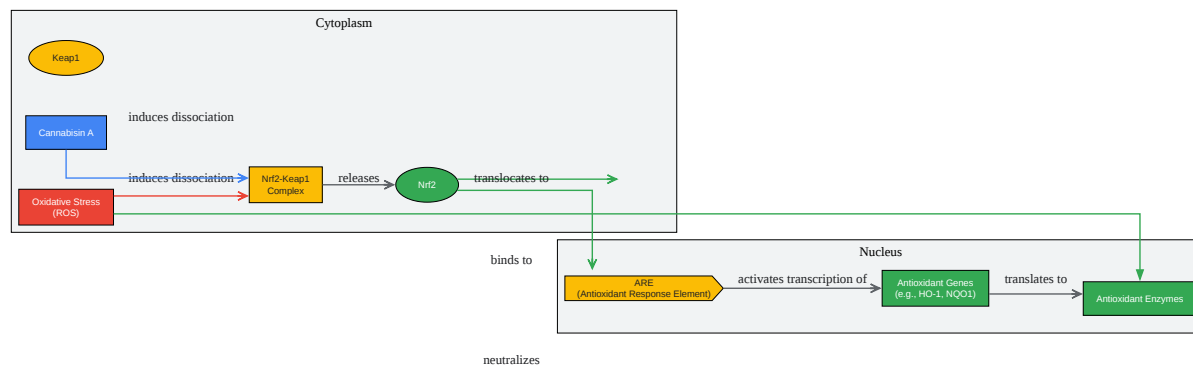 Cytoplasm
Keap1
induces dissociation
Cannabisin A
induces dissociation
Nrf2-Keap1
Complex
releases
Nrf2
translocates to
Oxidative Stress
(ROS)
Nucleus
binds to
ARE
(Antioxidant Response Element)
activates transcription of
Antioxidant Genes
(e.g., HO-1, NQO1)
translates to
Antioxidant Enzymes
neutralizes